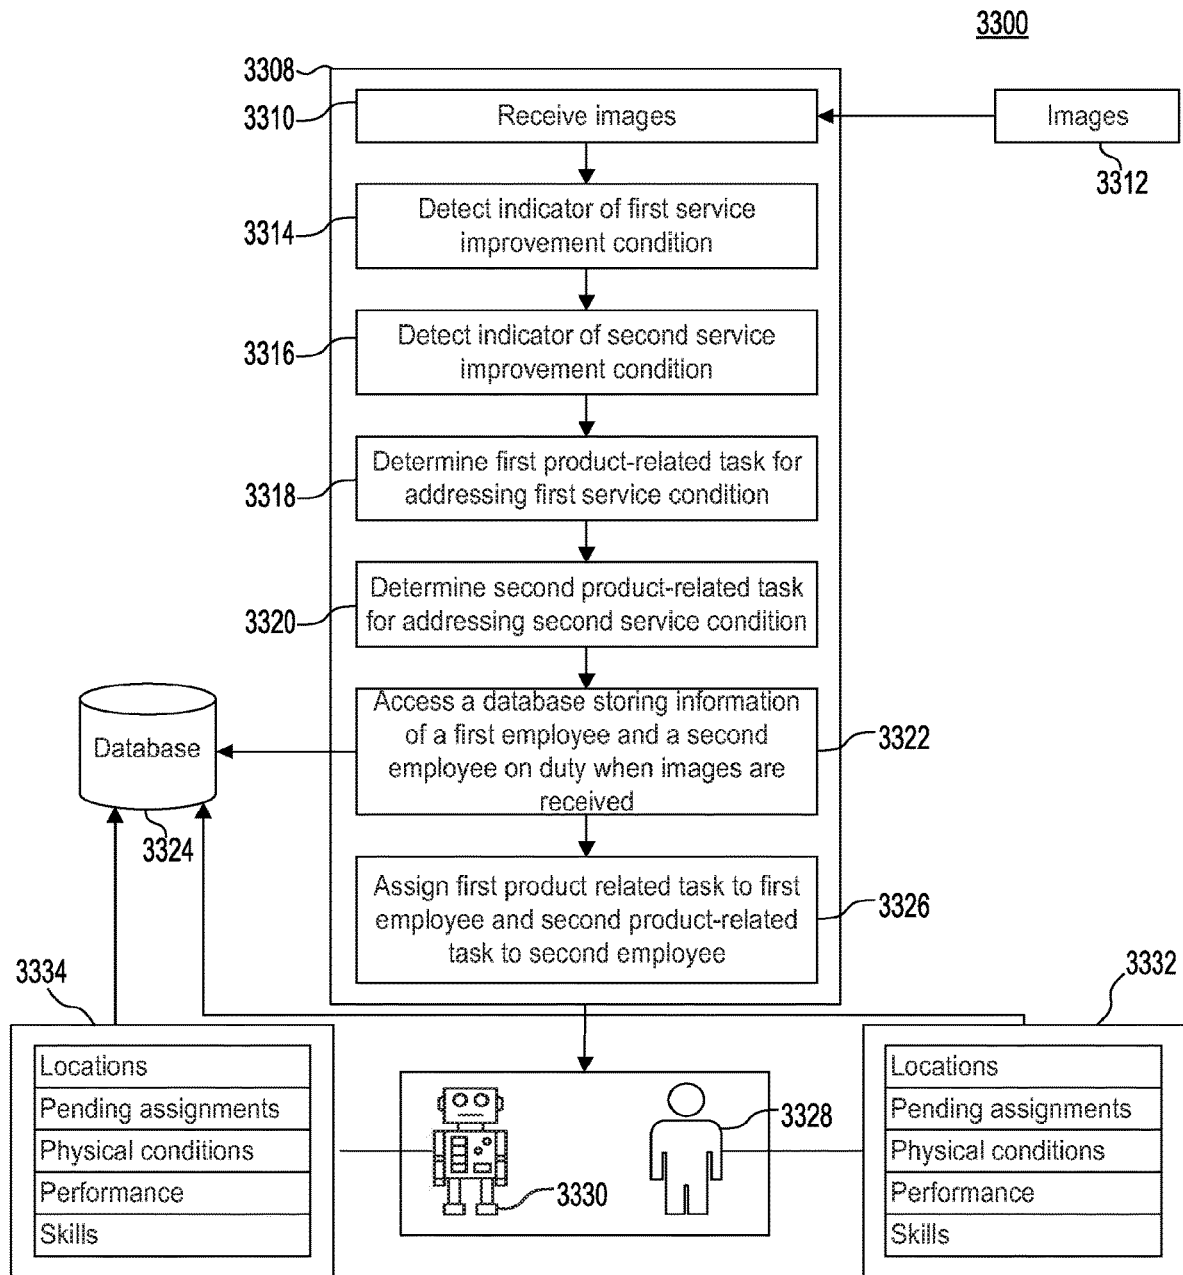 3300
3308
3310
Receive images
Images
3312
3314
Detect indicator of first service
improvement condition
3316
Detect indicator of second service
improvement condition
3318
Determine first product-related task for
addressing first service condition
3320
Determine second product-related task
for addressing second service condition
Database
3324
Access a database storing information
of a first employee and a second
employee on duty when images are
received
3322
Assign first product related task to first
employee and second product-related
task to second employee
3326
3334
Locations
Pending assignments
Physical conditions
Performance
Skills
3330
3328
3332
Locations
Pending assignments
Physical conditions
Performance
Skills